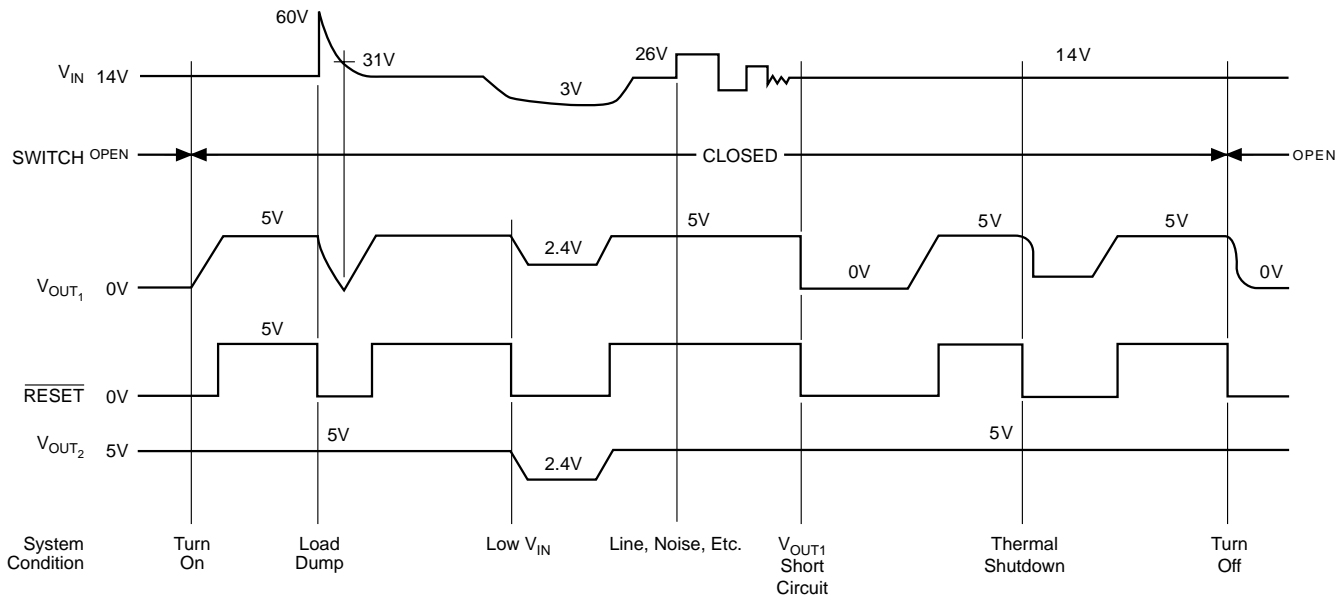 60V
31V
26V
14V
V_IN 14V
3V
SWITCH OPEN
CLOSED
OPEN
5V
2.4V
5V
5V
5V
V_OUT1 0V
0V
0V
5V
RESET 0V
V_OUT2 5V
5V
2.4V
5V
System Condition
Turn On
Load Dump
Low V_IN
Line, Noise, Etc.
V_OUT1 Short Circuit
Thermal Shutdown
Turn Off